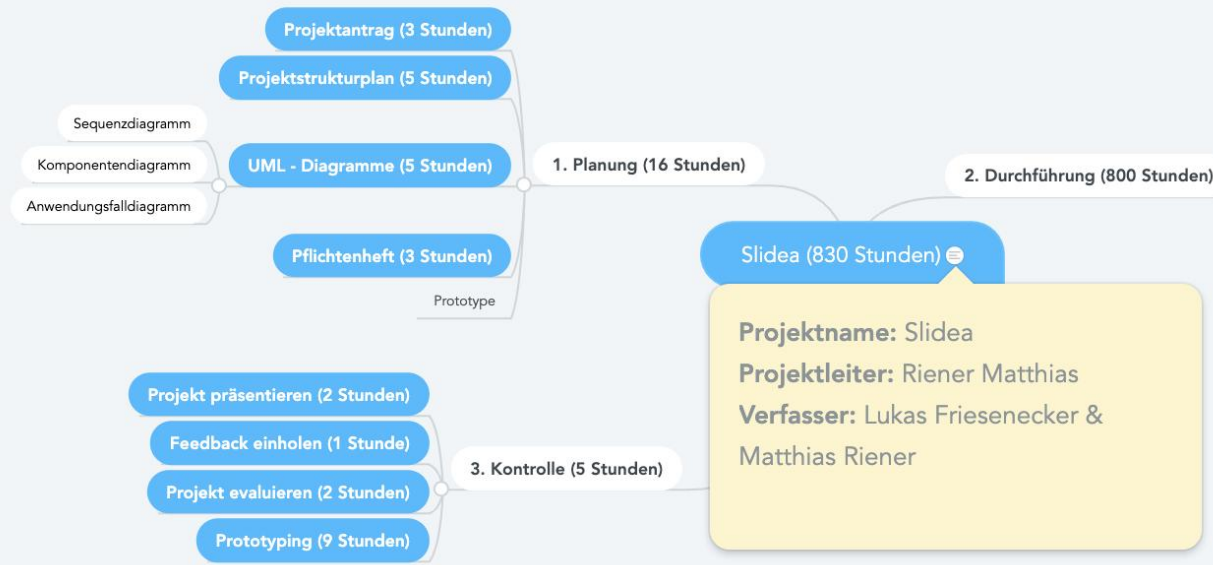 Projektantrag (3 Stunden)
Projektstrukturplan (5 Stunden)
Sequenzdiagramm
Komponentendiagramm
Anwendungsfalldiagramm
UML - Diagramme (5 Stunden)
Pflichtenheft (3 Stunden)
Prototype
1. Planung (16 Stunden)
2. Durchführung (800 Stunden)
Slidea (830 Stunden)
Projektname: Slidea
Projektleiter: Riener Matthias
Verfasser: Lukas Friesenecker &
Matthias Riener
Projekt präsentieren (2 Stunden)
Feedback einholen (1 Stunde)
Projekt evaluieren (2 Stunden)
Prototyping (9 Stunden)
3. Kontrolle (5 Stunden)